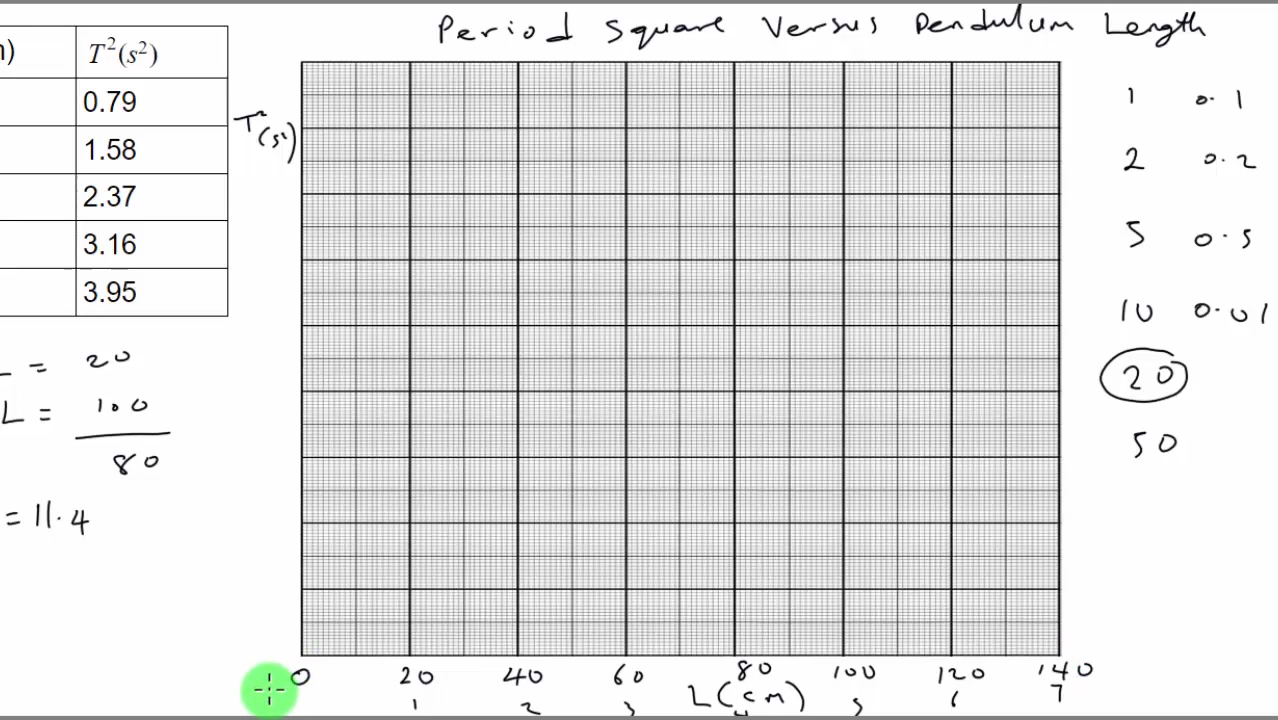 Period Square Versus Pendulum Length
m) T²(s²)
0.79
1.58
2.37
3.16
3.95
T²(s²)
1 0.1
2 0.2
5 0.5
10 0.01
20
50
= 20
L = 100
80
= 11.4
0 20 40 60 80 100 120 140
L(cm)
1 2 3 4 5 6 7